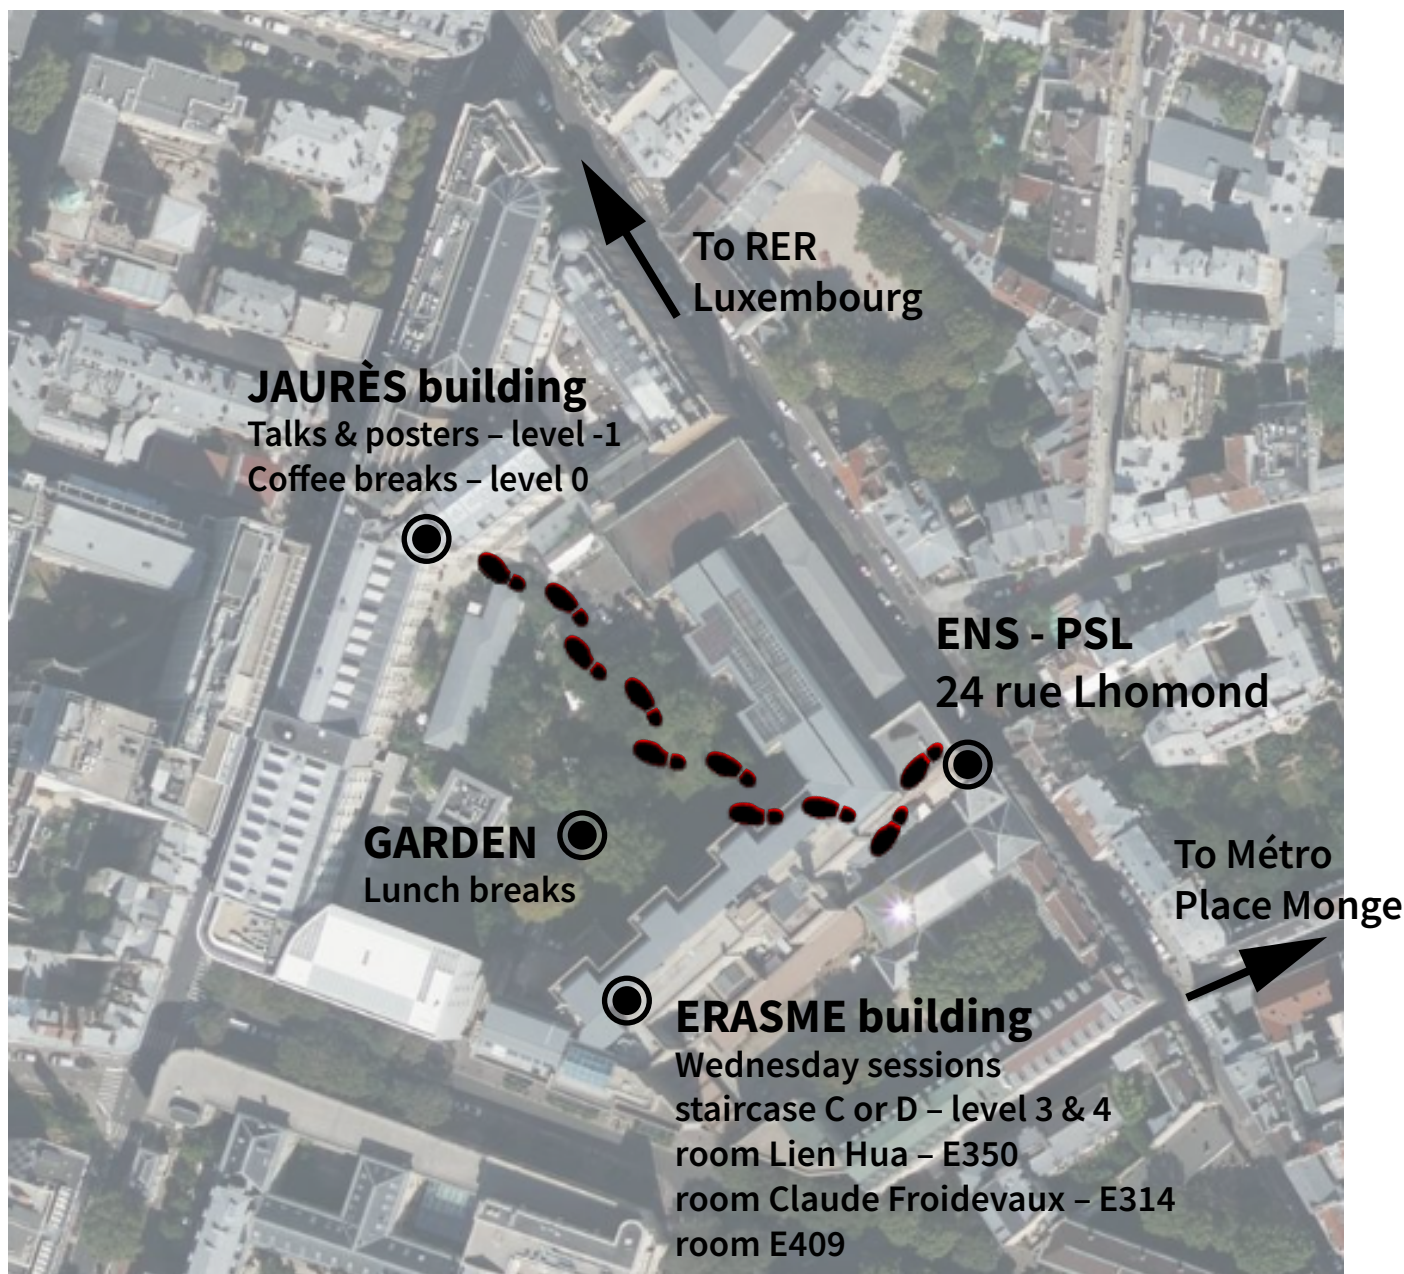 To RER
Luxembourg
JAURÈS building
Talks & posters – level -1
Coffee breaks – level 0
ENS - PSL
24 rue Lhomond
GARDEN
Lunch breaks
To Métro
Place Monge
ERASME building
Wednesday sessions
staircase C or D – level 3 & 4
room Lien Hua – E350
room Claude Froidevaux – E314
room E409